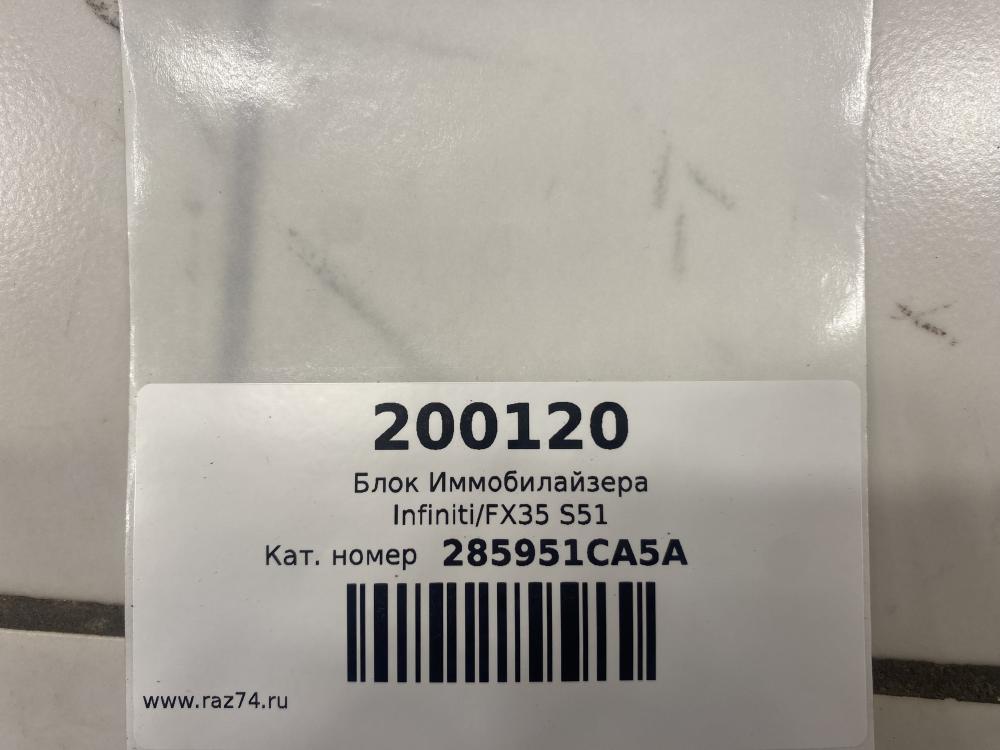 200120
Блок Иммобилайзера
Infiniti/FX35 S51
Кат. номер 285951CA5A
www.raz74.ru